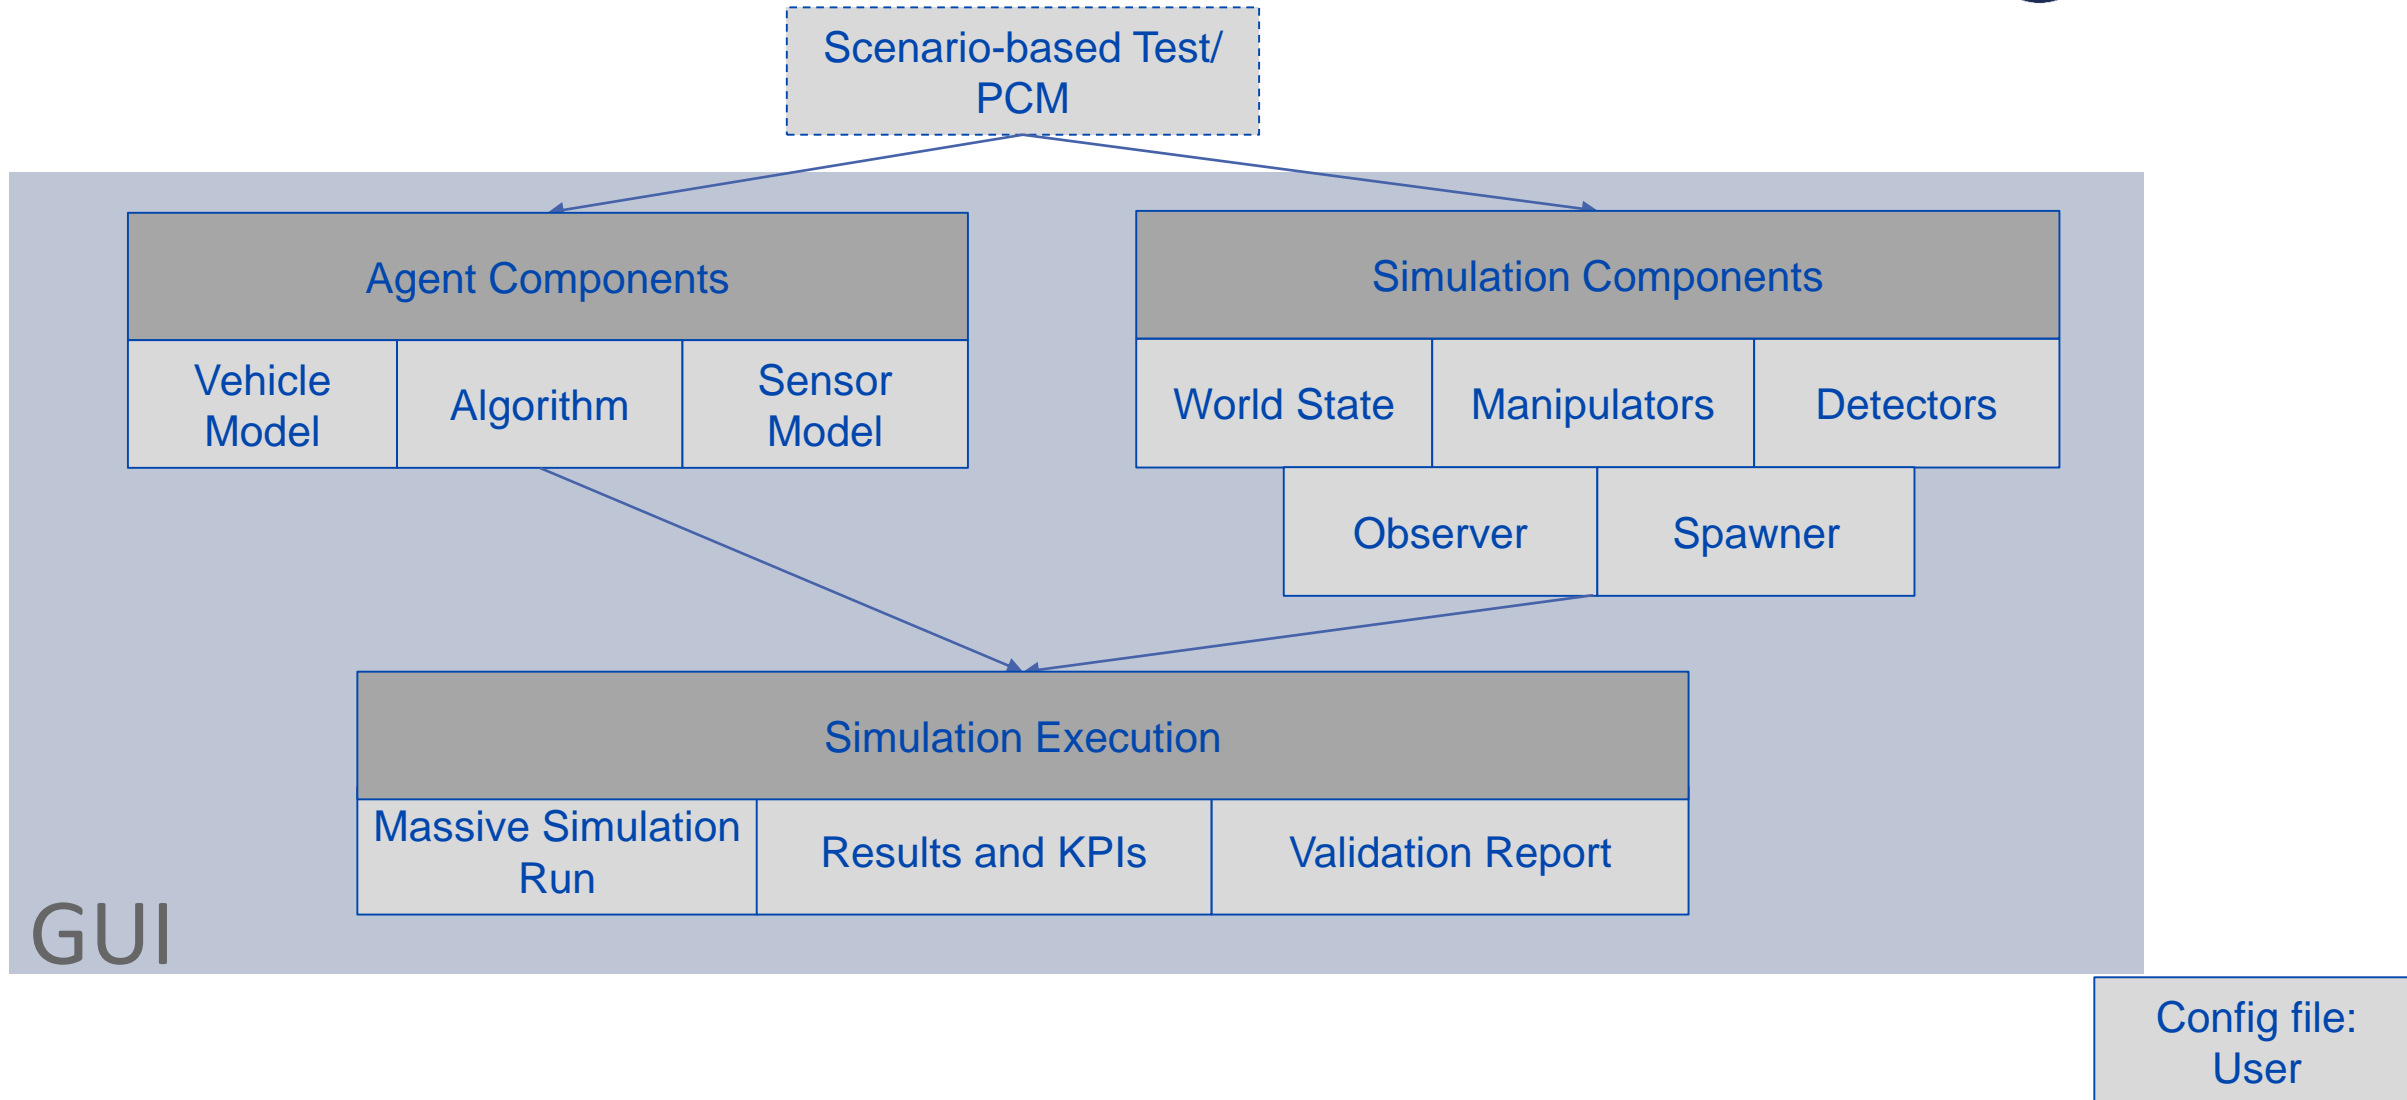 Scenario-based Test/
PCM
Agent Components
Simulation Components
Vehicle
Model
Algorithm
Sensor
Model
World State
Manipulators
Detectors
Observer
Spawner
Simulation Execution
Massive Simulation
Run
Results and KPIs
Validation Report
GUI
Config file:
User